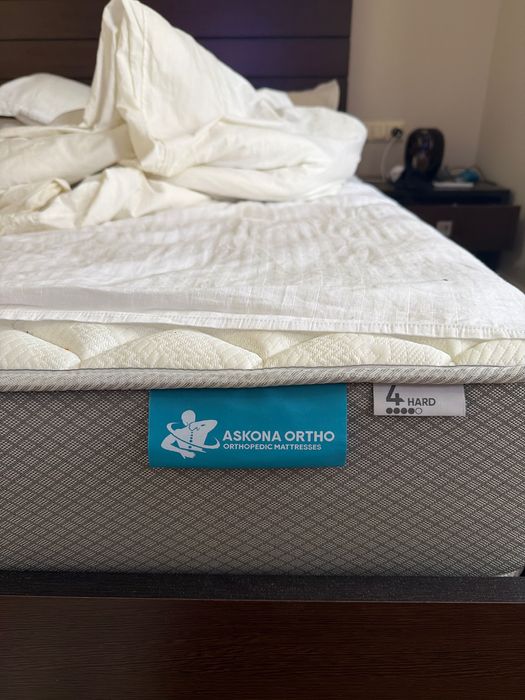 ASKONA ORTHO
ORTHOPEDIC MATTRESSES
4 HARD